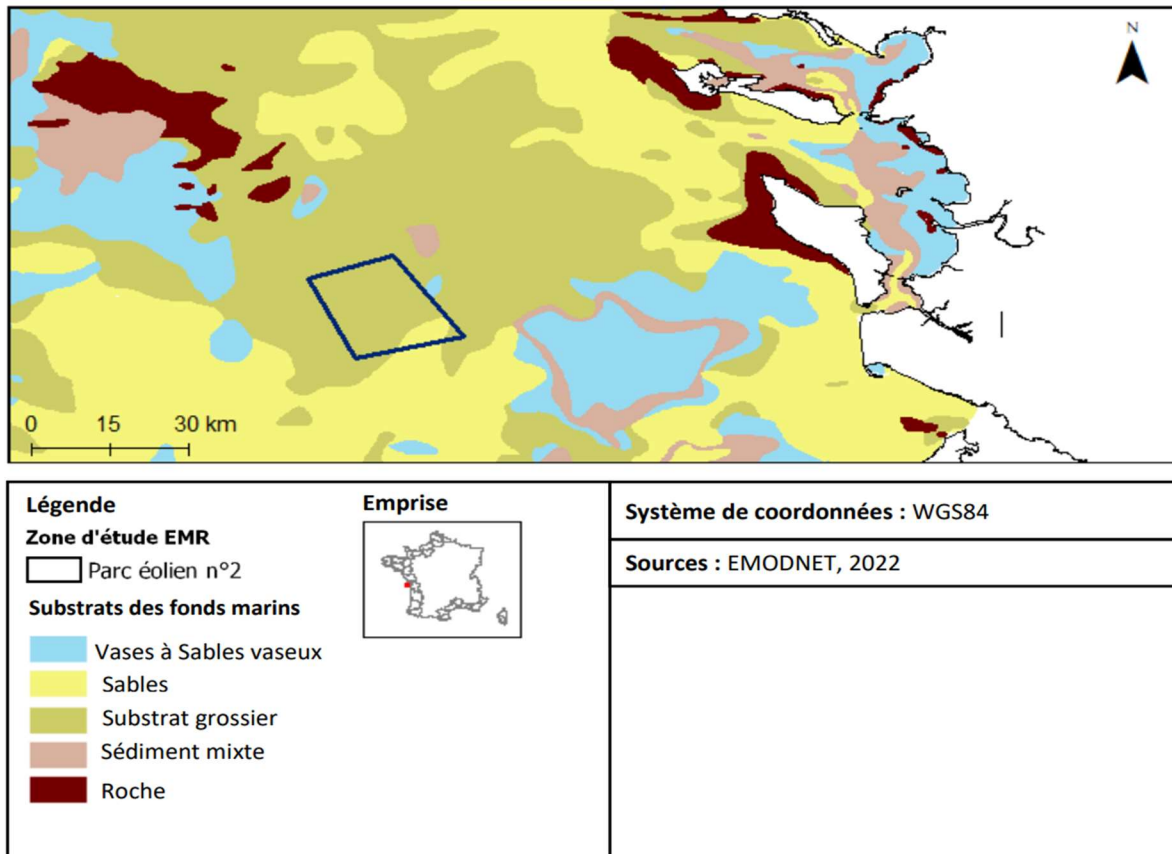 N
0 15 30 km
Légende
Zone d'étude EMR
Parc éolien n°2
Substrats des fonds marins
Vases à Sables vaseux
Sables
Substrat grossier
Sédiment mixte
Roche
Emprise
Système de coordonnées : WGS84
Sources : EMODNET, 2022